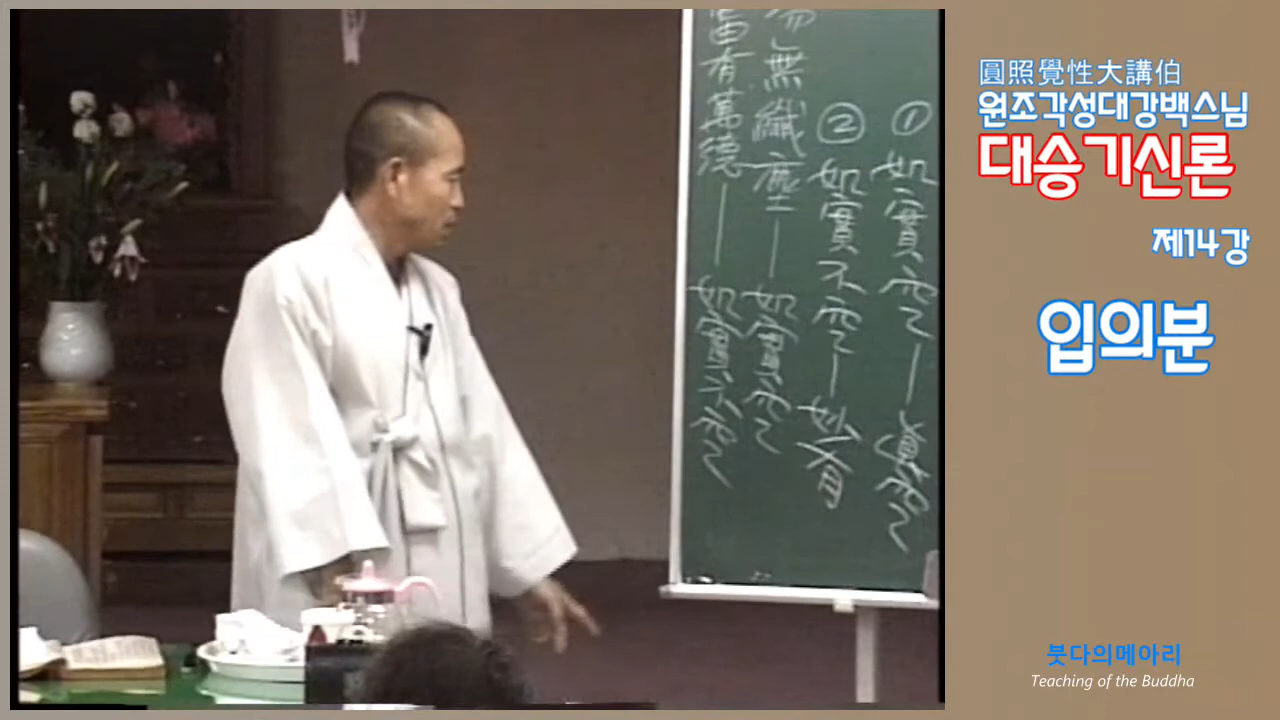 ① 如實空 — 眞空
② 如實不空 — 妙有
蕩無纖塵 — 如實空
富有萬德 — 如實不空
圓照覺性大講伯
원조각성대강백스님
대승기신론
제14강
입의분
붓다의메아리
Teaching of the Buddha